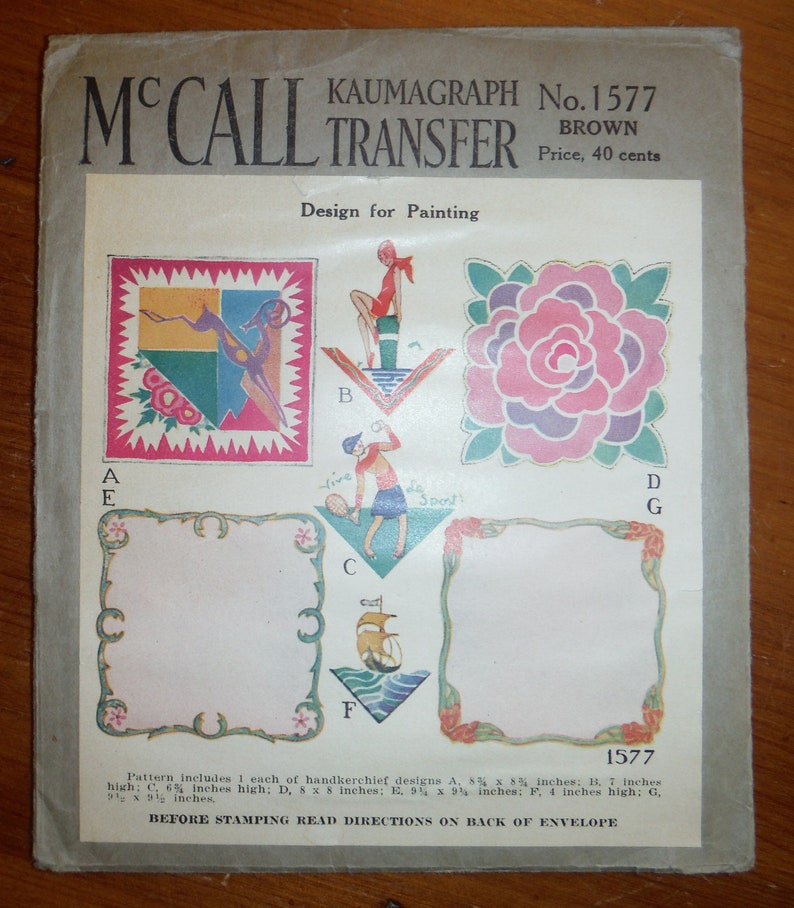 McCALL KAUMAGRAPH TRANSFER
No. 1577
BROWN
Price, 40 cents
Design for Painting
A
B
D
E
Vive Le Sport!
C
G
F
1577
Pattern includes 1 each of handkerchief designs A, 8¾ x 8¾ inches; B, 7 inches
high; C, 6¾ inches high; D, 8 x 8 inches; E, 9¼ x 9¼ inches; F, 4 inches high; G,
9½ x 9½ inches.
BEFORE STAMPING READ DIRECTIONS ON BACK OF ENVELOPE